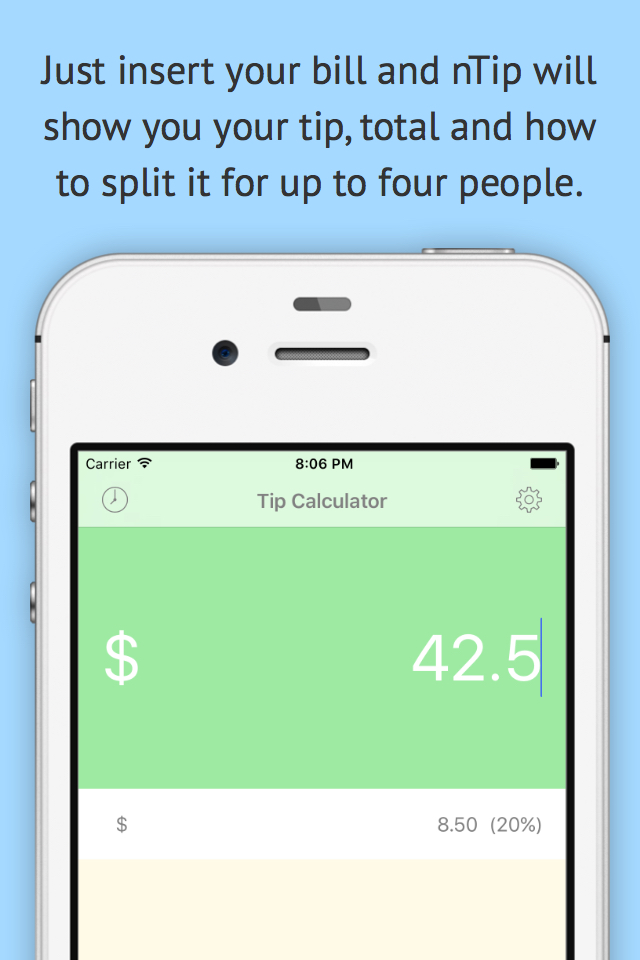 Just insert your bill and nTip will
show you your tip, total and how
to split it for up to four people.
Carrier 8:06 PM
Tip Calculator
$ 42.5
$ 8.50 (20%)